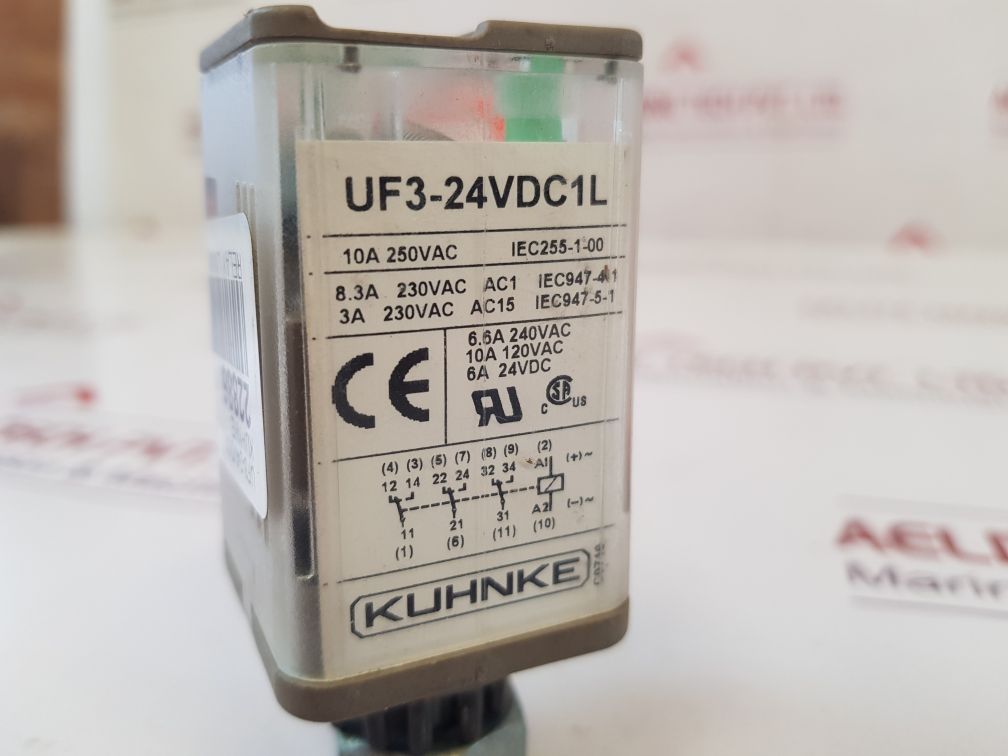 UF3-24VDC1L
10A 250VAC IEC255-1-00
8.3A 230VAC AC1 IEC947-4-1
3A 230VAC AC15 IEC947-5-1
CE
6.6A 240VAC
10A 120VAC
6A 24VDC
C US
(4) (3) (5) (7) (8) (9) (2)
12 14 22 24 32 34 A1 (+)~
11 21 31 A2 (−)~
(1) (6) (11) (10)
KUHNKE